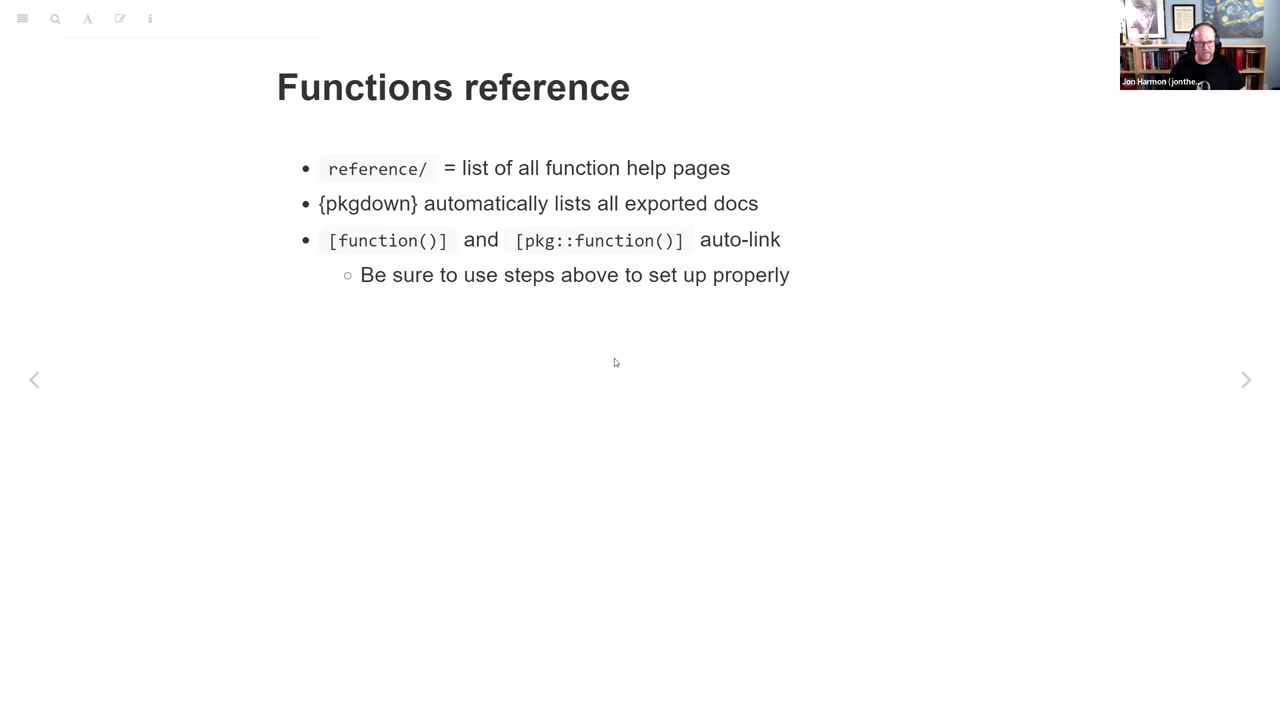 Functions reference
reference/ = list of all function help pages
{pkgdown} automatically lists all exported docs
[function()] and [pkg::function()] auto-link
Be sure to use steps above to set up properly
Jon Harmon (jonthe...